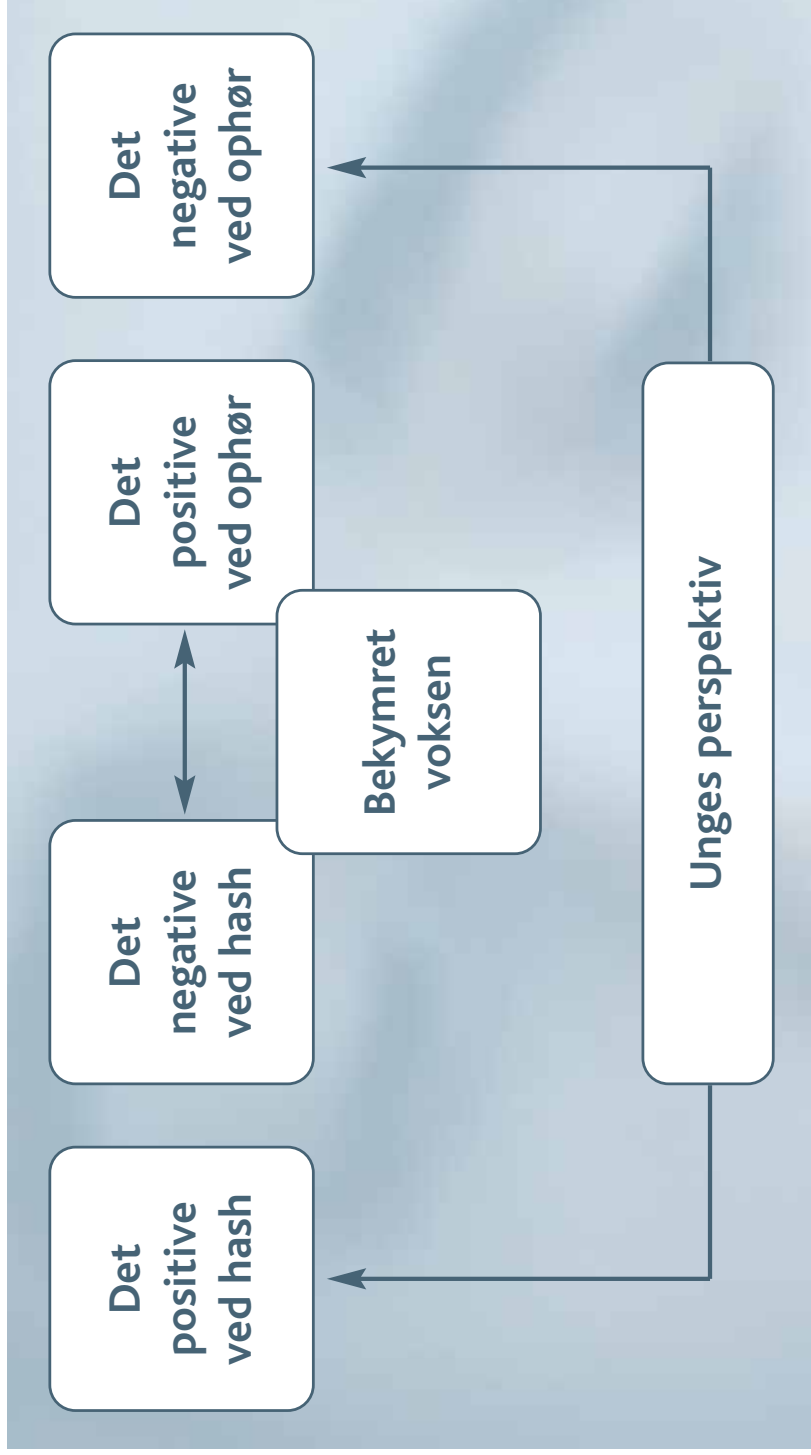 Det
positive
ved hash
Det
negative
ved hash
Det
positive
ved ophør
Det
negative
ved ophør
Bekymret
voksen
Unges perspektiv